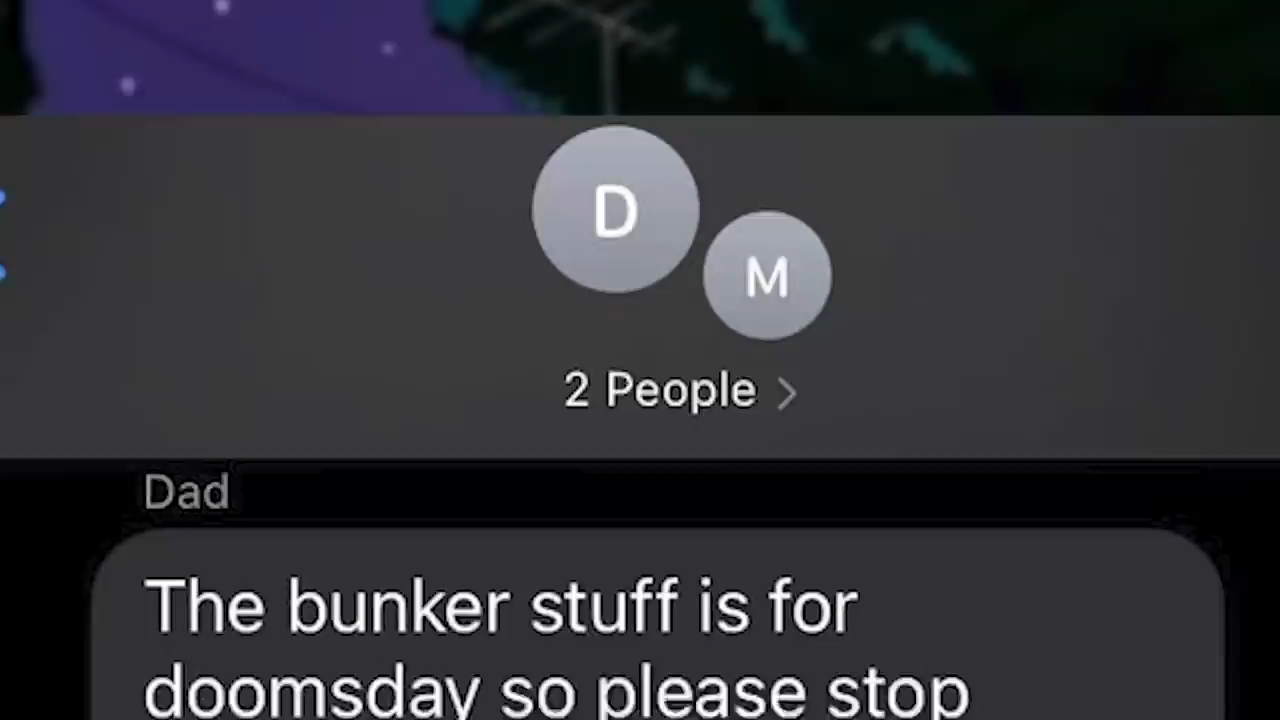 D
M
2 People
Dad
The bunker stuff is for
doomsday so please stop